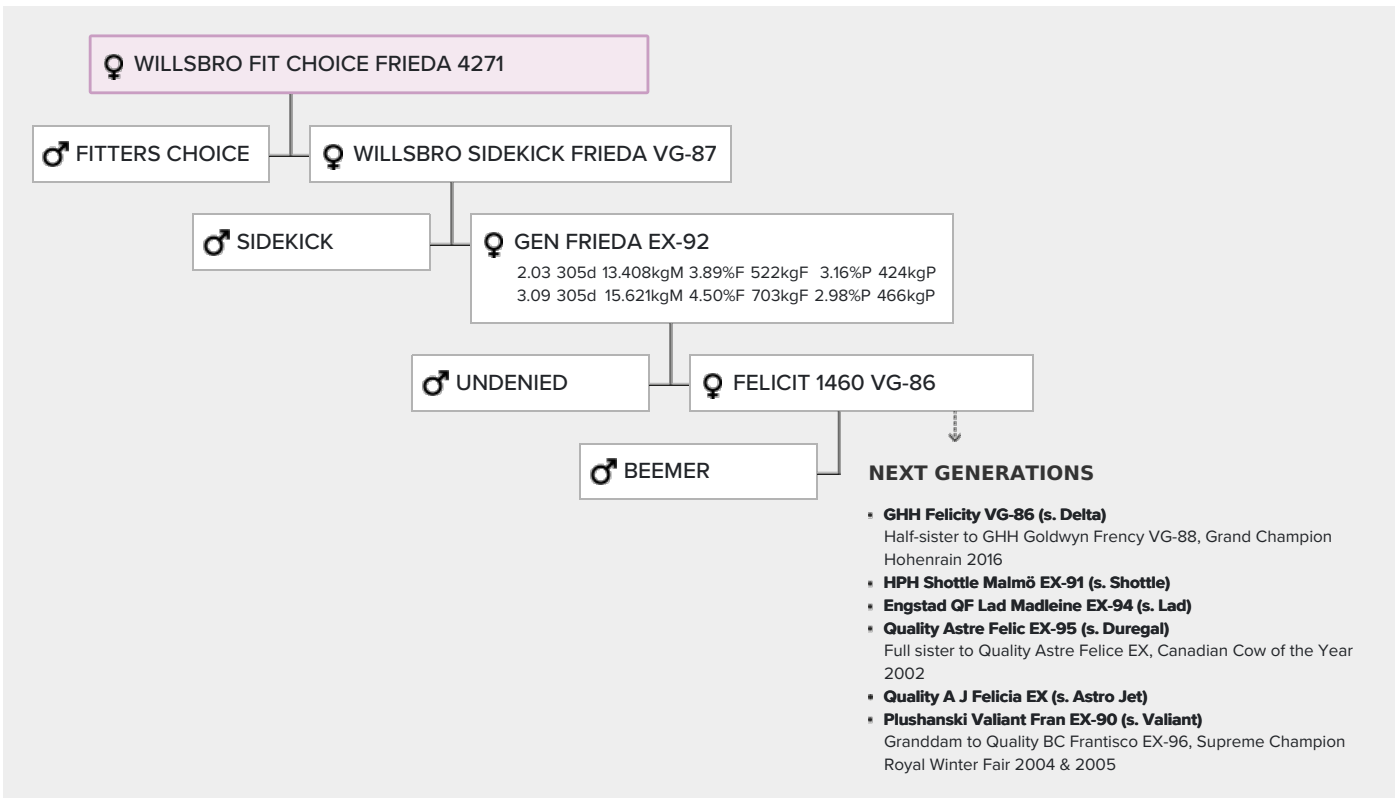 WILLSBRO FIT CHOICE FRIEDA 4271
FITTERS CHOICE
WILLSBRO SIDEKICK FRIEDA VG-87
SIDEKICK
GEN FRIEDA EX-92
2.03 305d 13.408kgM 3.89%F 522kgF 3.16%P 424kgP
3.09 305d 15.621kgM 4.50%F 703kgF 2.98%P 466kgP
UNDENIED
FELICIT 1460 VG-86
BEEMER
NEXT GENERATIONS
▪ GHH Felicity VG-86 (s. Delta)
Half-sister to GHH Goldwyn Frency VG-88, Grand Champion
Hohenrain 2016
▪ HPH Shottle Malmö EX-91 (s. Shottle)
▪ Engstad QF Lad Madleine EX-94 (s. Lad)
▪ Quality Astre Felic EX-95 (s. Duregal)
Full sister to Quality Astre Felice EX, Canadian Cow of the Year
2002
▪ Quality A J Felicia EX (s. Astro Jet)
▪ Plushanski Valiant Fran EX-90 (s. Valiant)
Granddam to Quality BC Frantisco EX-96, Supreme Champion
Royal Winter Fair 2004 & 2005